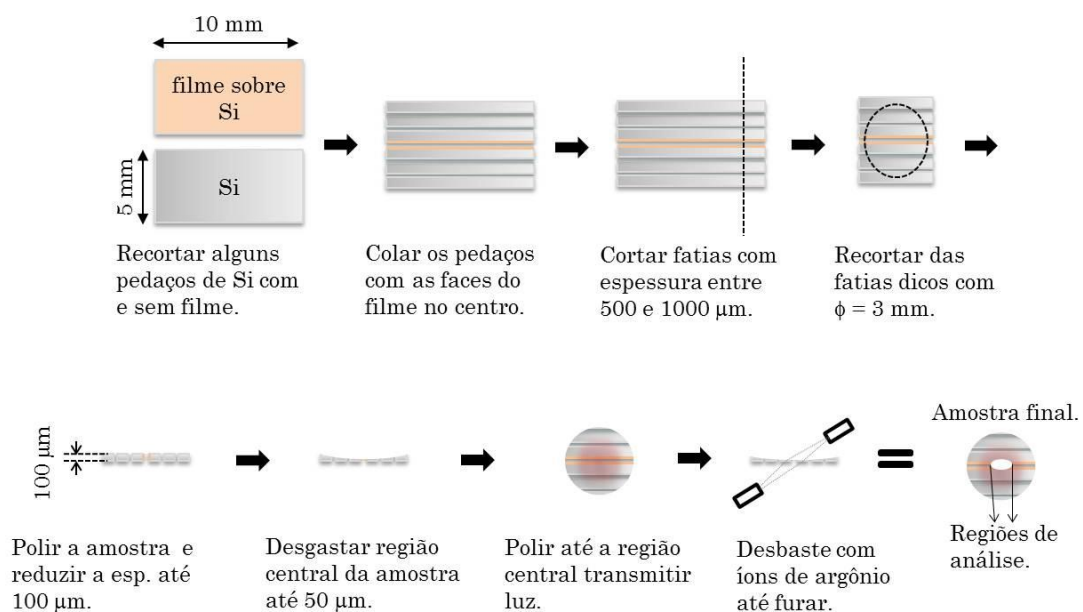 10 mm
filme sobre
Si
5 mm
Si
Recortar alguns
pedaços de Si com
e sem filme.
Colar os pedaços
com as faces do
filme no centro.
Cortar fatias com
espessura entre
500 e 1000 µm.
Recortar das
fatias dicos com
ϕ = 3 mm.
100 µm
Polir a amostra e
reduzir a esp. até
100 µm.
Desgastar região
central da amostra
até 50 µm.
Polir até a região
central transmitir
luz.
Desbaste com
íons de argônio
até furar.
=
Amostra final.
Regiões de
análise.